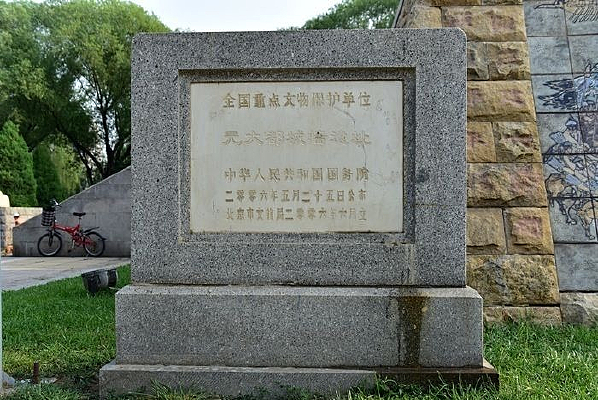 全国重点文物保护单位
元大都城墙遗址
中华人民共和国国务院
二零零六年五月二十五日公布
北京市文物局二零零六年六月立